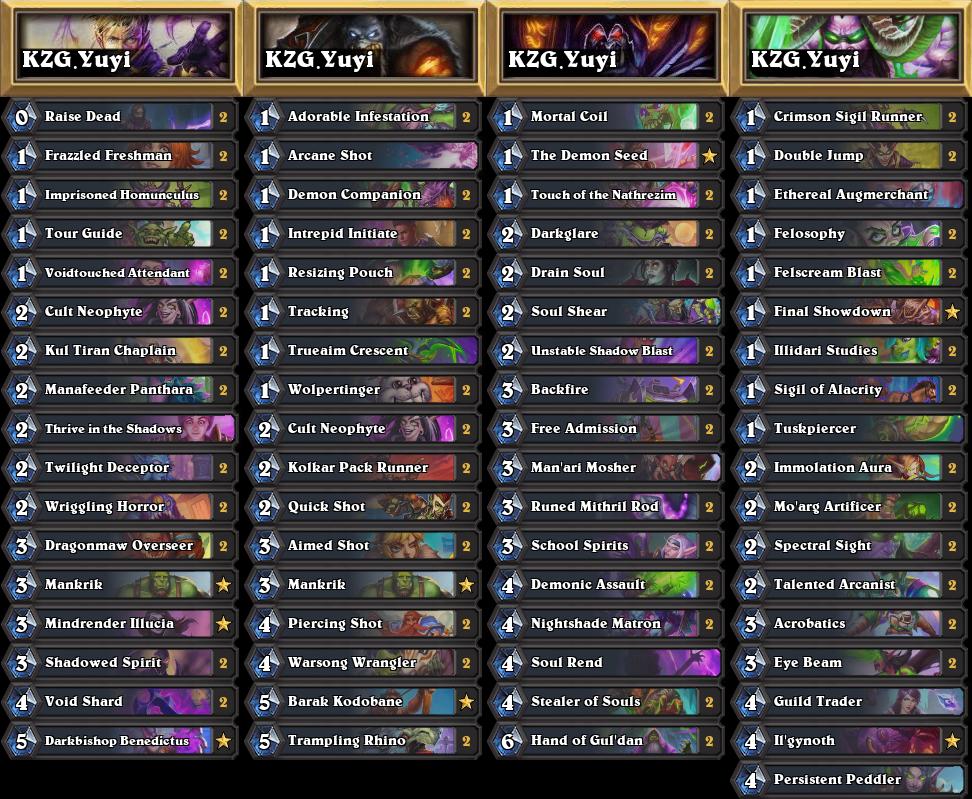 KZG.Yuyi
0 Raise Dead 2
1 Frazzled Freshman 2
1 Imprisoned Homunculus 2
1 Tour Guide 2
1 Voidtouched Attendant 2
2 Cult Neophyte 2
2 Kul Tiran Chaplain 2
2 Manafeeder Panthara 2
2 Thrive in the Shadows
2 Twilight Deceptor 2
2 Wriggling Horror 2
3 Dragonmaw Overseer 2
3 Mankrik
3 Mindrender Illucia
3 Shadowed Spirit 2
4 Void Shard 2
5 Darkbishop Benedictus
KZG.Yuyi
1 Adorable Infestation 2
1 Arcane Shot
1 Demon Companion 2
1 Intrepid Initiate 2
1 Resizing Pouch 2
1 Tracking 2
1 Trueaim Crescent
1 Wolpertinger 2
2 Cult Neophyte 2
2 Kolkar Pack Runner 2
2 Quick Shot 2
3 Aimed Shot 2
3 Mankrik
4 Piercing Shot 2
4 Warsong Wrangler 2
5 Barak Kodobane
5 Trampling Rhino 2
KZG.Yuyi
1 Mortal Coil 2
1 The Demon Seed
1 Touch of the Nathrezim 2
2 Darkglare 2
2 Drain Soul 2
2 Soul Shear
2 Unstable Shadow Blast 2
3 Backfire 2
3 Free Admission 2
3 Man'ari Mosher
3 Runed Mithril Rod 2
3 School Spirits 2
4 Demonic Assault 2
4 Nightshade Matron 2
4 Soul Rend
4 Stealer of Souls 2
6 Hand of Gul'dan 2
KZG.Yuyi
1 Crimson Sigil Runner 2
1 Double Jump 2
1 Ethereal Augmerchant
1 Felosophy 2
1 Felscream Blast 2
1 Final Showdown
1 Illidari Studies 2
1 Sigil of Alacrity 2
1 Tuskpiercer
2 Immolation Aura 2
2 Mo'arg Artificer 2
2 Spectral Sight 2
2 Talented Arcanist 2
3 Acrobatics 2
3 Eye Beam 2
4 Guild Trader
4 Il'gynoth
4 Persistent Peddler